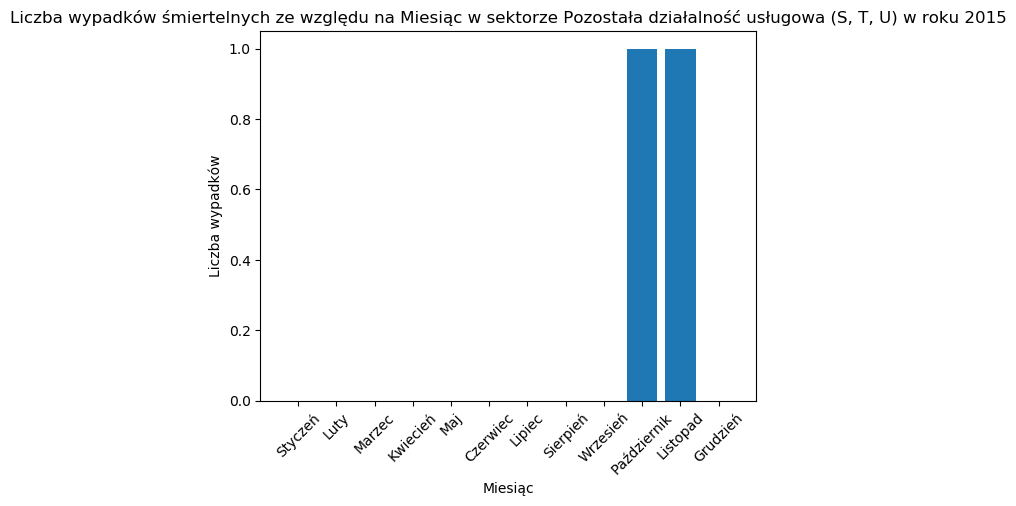 Liczba wypadków śmiertelnych ze względu na Miesiąc w sektorze Pozostała działalność usługowa (S, T, U) w roku 2015
1.0
0.8
0.6
0.4
0.2
0.0
Liczba wypadków
Styczeń
Luty
Marzec
Kwiecień
Maj
Czerwiec
Lipiec
Sierpień
Wrzesień
Październik
Listopad
Grudzień
Miesiąc